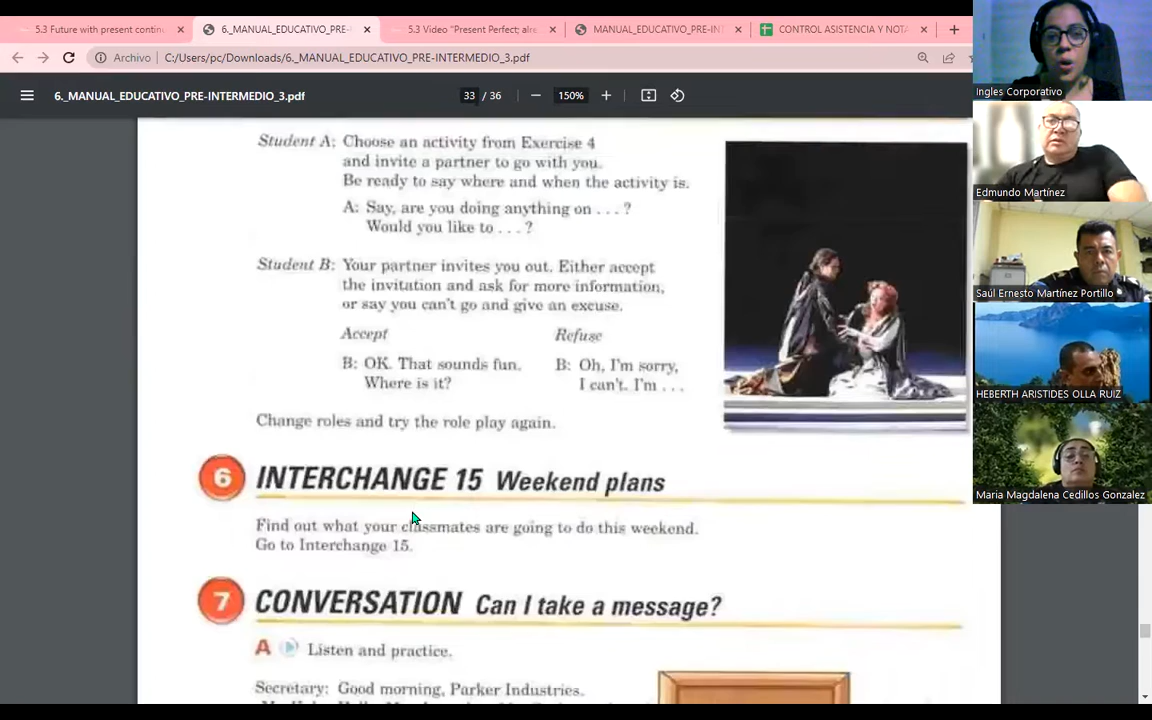 5.3 Future with present contin
6._MANUAL_EDUCATIVO_PRE-
5.3 Video "Present Perfect; alre
MANUAL_EDUCATIVO_PRE-INT
CONTROL ASISTENCIA Y NOTA
Archivo
C:/Users/pc/Downloads/6._MANUAL_EDUCATIVO_PRE-INTERMEDIO_3.pdf
6._MANUAL_EDUCATIVO_PRE-INTERMEDIO_3.pdf
33 / 36
150%
Student A: Choose an activity from Exercise 4
and invite a partner to go with you.
Be ready to say where and when the activity is.
A: Say, are you doing anything on . . . ?
Would you like to . . . ?
Student B: Your partner invites you out. Either accept
the invitation and ask for more information,
or say you can't go and give an excuse.
Accept
Refuse
B: OK. That sounds fun.
Where is it?
B: Oh, I'm sorry,
I can't. I'm . . .
Change roles and try the role play again.
6 INTERCHANGE 15 Weekend plans
Find out what your classmates are going to do this weekend.
Go to Interchange 15.
7 CONVERSATION Can I take a message?
A Listen and practice.
Secretary: Good morning, Parker Industries.
Ingles Corporativo
Edmundo Martínez
Saúl Ernesto Martínez Portillo
HEBERTH ARISTIDES OLLA RUIZ
Maria Magdalena Cedillos Gonzalez